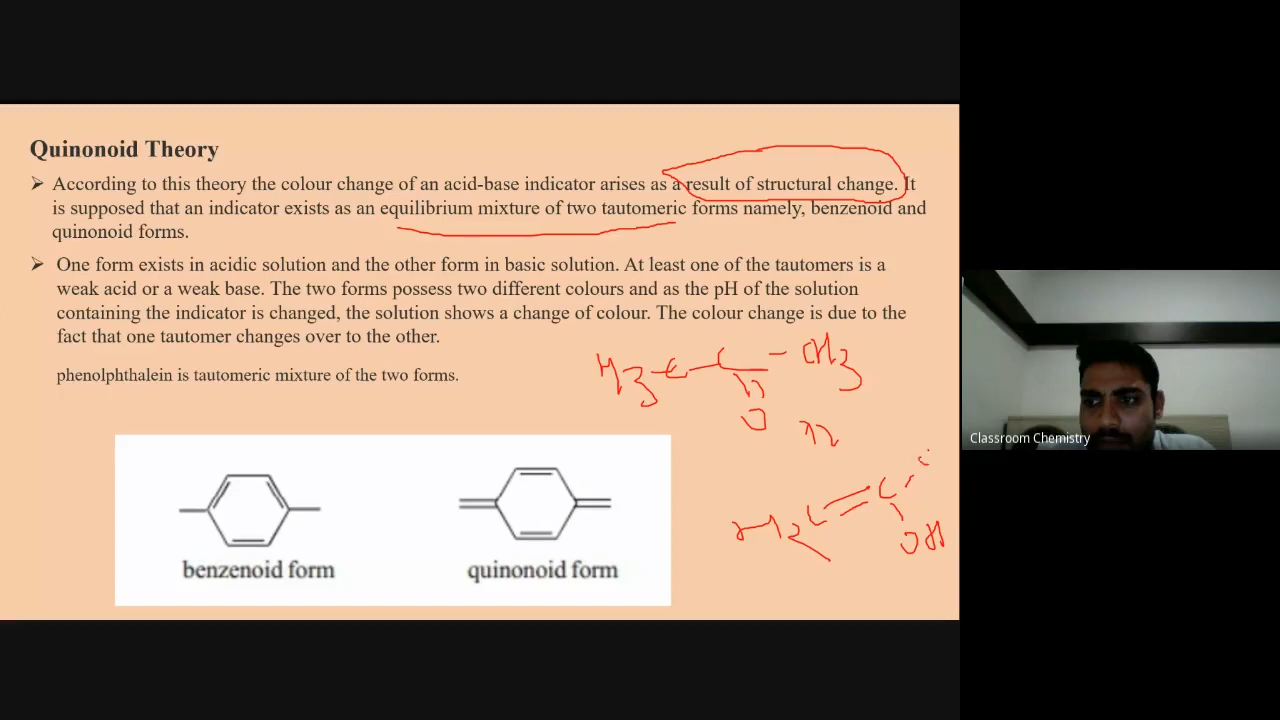 Quinonoid Theory
➢ According to this theory the colour change of an acid-base indicator arises as a result of structural change. It
is supposed that an indicator exists as an equilibrium mixture of two tautomeric forms namely, benzenoid and
quinonoid forms.
➢ One form exists in acidic solution and the other form in basic solution. At least one of the tautomers is a
weak acid or a weak base. The two forms possess two different colours and as the pH of the solution
containing the indicator is changed, the solution shows a change of colour. The colour change is due to the
fact that one tautomer changes over to the other.
H3 C C CH3
phenolphthalein is tautomeric mixture of the two forms.
O
Classroom Chemistry
H2 C C
OH
benzenoid form
quinonoid form